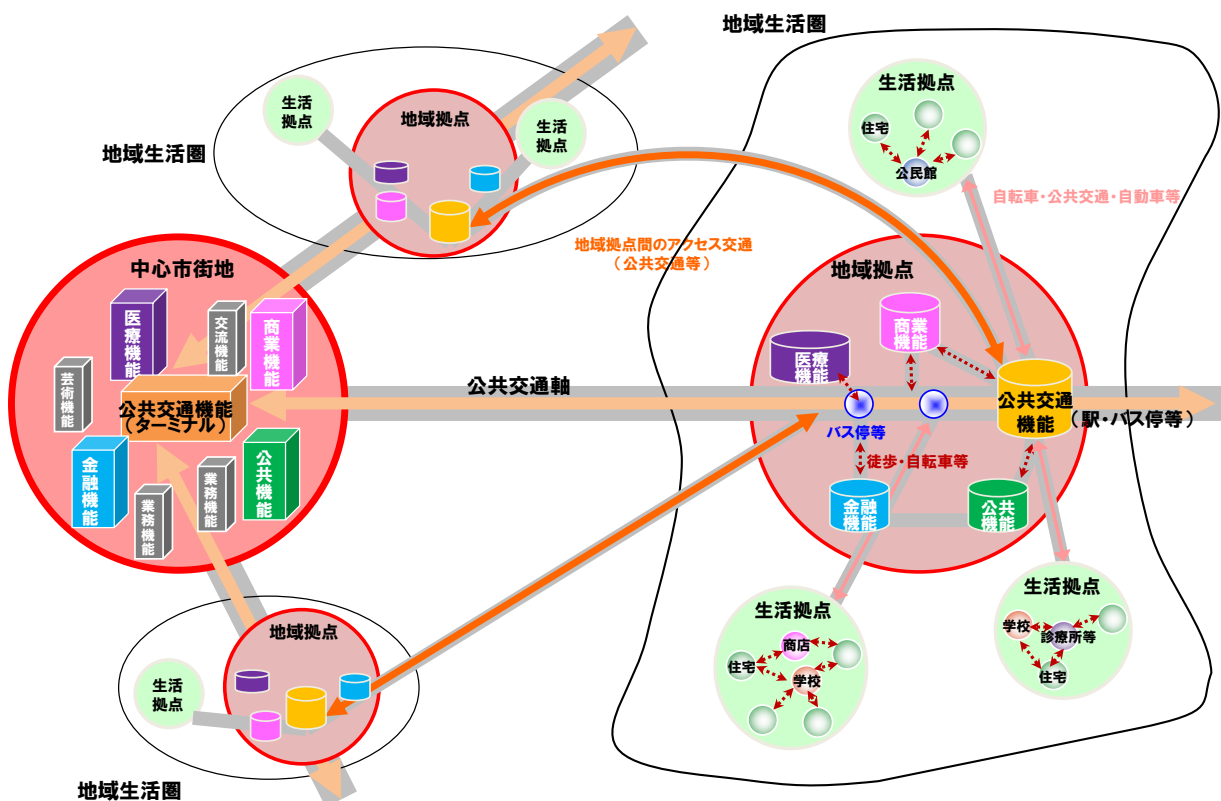 地域生活圏
生活
拠点
地域拠点
生活
拠点
地域生活圏
地域生活圏
生活拠点
住宅
公民館
自転車・公共交通・自動車等
地域拠点間のアクセス交通
（公共交通等）
中心市街地
医療機能
交流機能
商業機能
芸術機能
公共交通機能
（ターミナル）
金融機能
業務機能
業務機能
公共機能
公共交通軸
地域拠点
商業
機能
医療
機能
公共交通
機能
（駅・バス停等）
バス停等
徒歩・自転車等
金融
機能
公共
機能
生活拠点
商店
住宅
学校
生活拠点
学校
診療所等
住宅
地域拠点
生活
拠点
地域生活圏